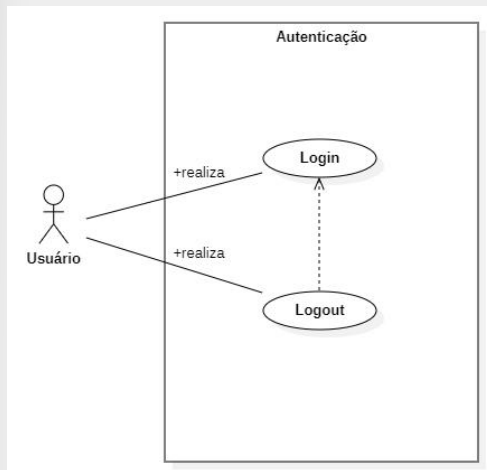 Autenticação
Login
+realiza
Usuário
+realiza
Logout